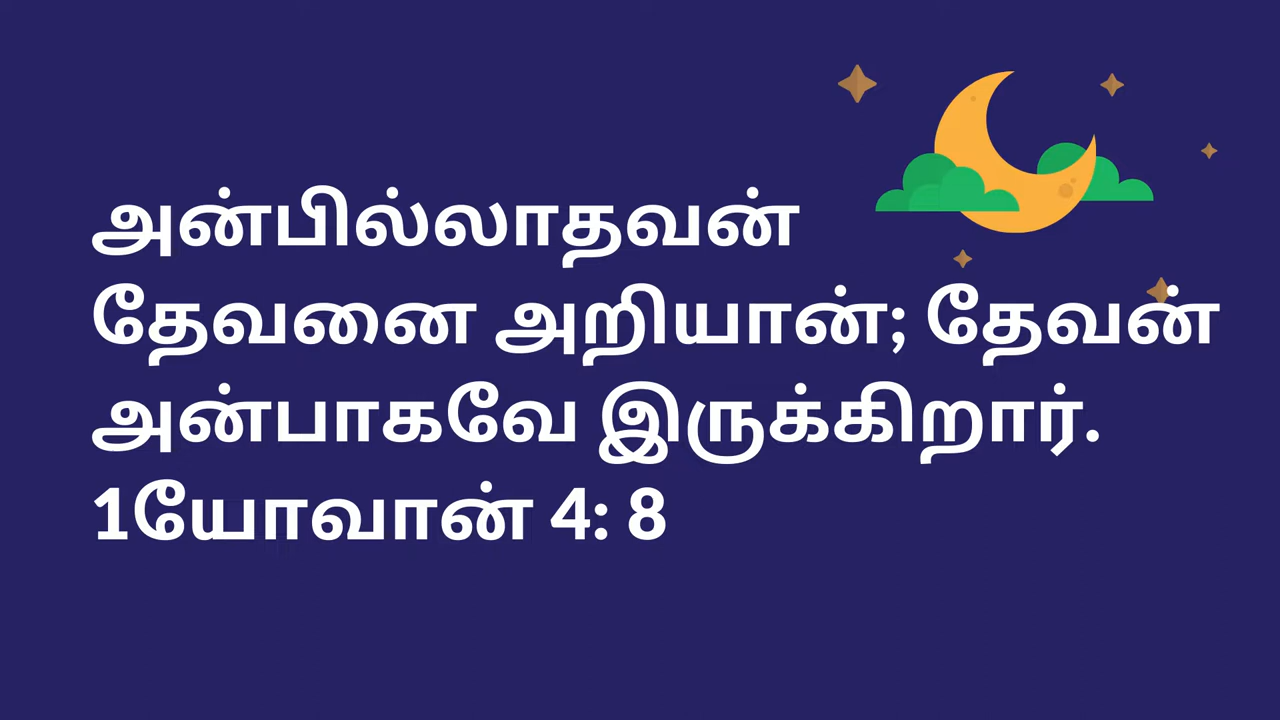 அன்பில்லாதவன்
தேவனை அறியான்; தேவன்
அன்பாகவே இருக்கிறார்.
1யோவான் 4: 8